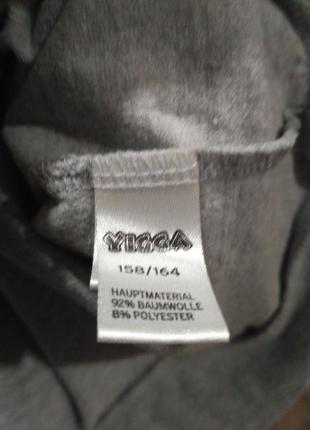 YIGGA
158/164
HAUPTMATERIAL
92% BAUMWOLLE
8% POLYESTER